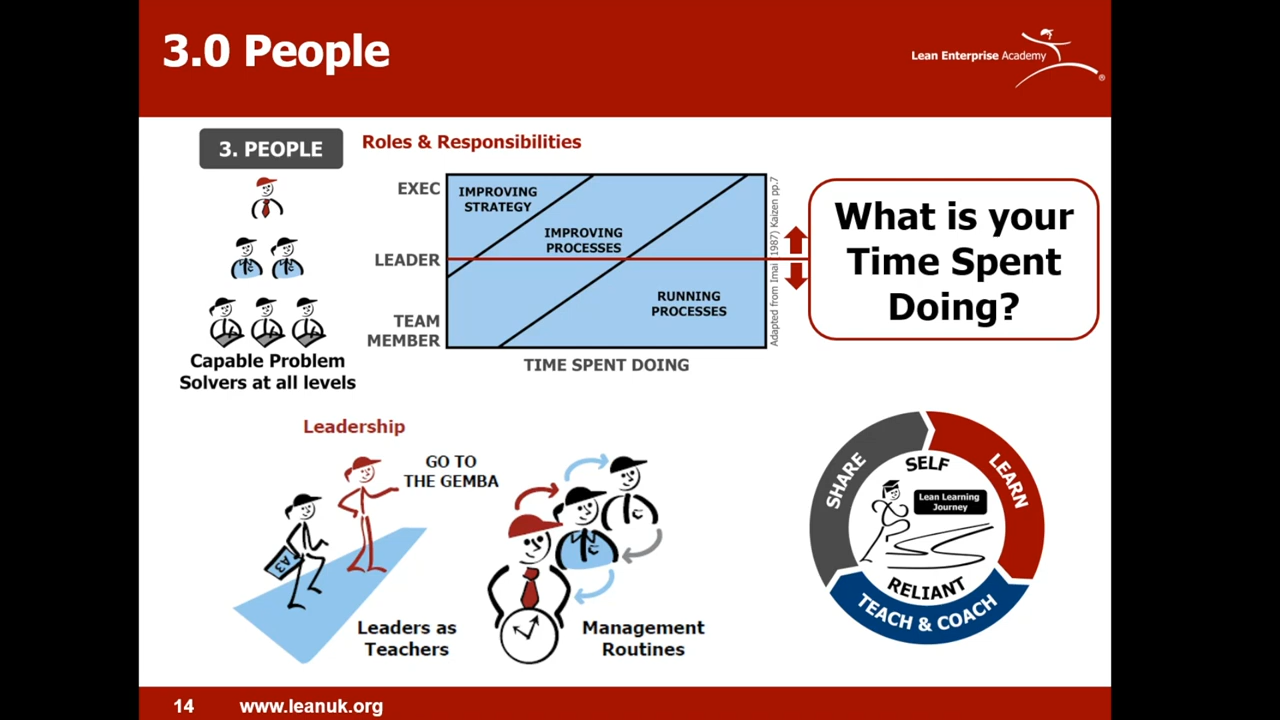 3.0 People
Lean Enterprise Academy
®
3. PEOPLE
Roles & Responsibilities
EXEC
LEADER
TEAM
MEMBER
IMPROVING
STRATEGY
IMPROVING
PROCESSES
RUNNING
PROCESSES
TIME SPENT DOING
Adapted from Imai (1987) Kaizen pp.7
What is your
Time Spent
Doing?
Capable Problem
Solvers at all levels
Leadership
GO TO
THE GEMBA
A3
Leaders as
Teachers
Management
Routines
SHARE
LEARN
TEACH & COACH
SELF
Lean Learning
Journey
RELIANT
14
www.leanuk.org